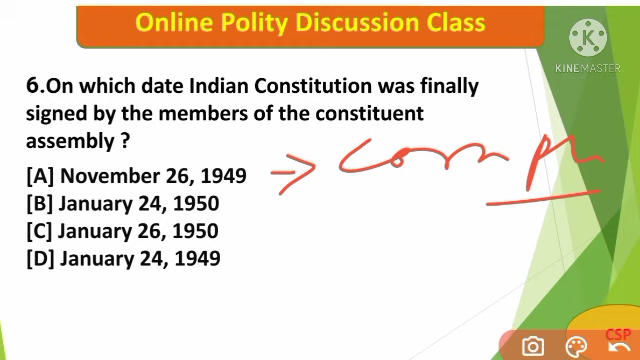 Online Polity Discussion Class
KINEMASTER
6.On which date Indian Constitution was finally
signed by the members of the constituent
assembly ?
[A] November 26, 1949
[B] January 24, 1950
[C] January 26, 1950
[D] January 24, 1949
CSP